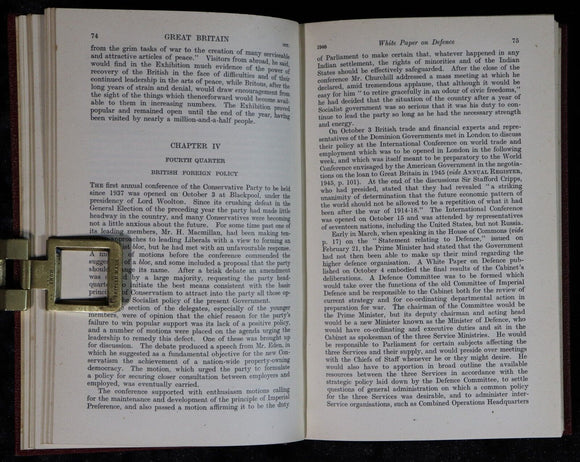 74 GREAT BRITAIN
from the grim tasks of war to the creation of many serviceable
and attractive articles of peace." Visitors from abroad, he said,
would find in the Exhibition much evidence of the power of
recovery of the British in the face of difficulties and of their
continued leadership in the arts of peace, while Britons, after the
long years of strain and denial, would draw encouragement from
the sight of the things which thenceforward would become avail-
able to them in increasing numbers. The Exhibition proved
popular and remained open until the end of the year, having
been visited by nearly a million-and-a-half people.
CHAPTER IV
FOURTH QUARTER
BRITISH FOREIGN POLICY
THE first annual conference of the Conservative Party to be held
since 1937 was opened on October 3 at Blackpool, under the
presidency of Lord Woolton. Since its crushing defeat in the
General Election of the preceding year the party had made little
headway in the country, and many Conservatives were becoming
not a little anxious about the future. For some time past one of
its leading members, Mr. H. Macmillan, had been making ten-
approaches to leading Liberals with a view to forming an
bloc, but he had met with an unfavourable response.
A of motions before the conference commended the
of a bloc, and some included a proposal that the party
should change its name. After a brisk debate an amendment
was by a large majority, requesting the party head-
initiate the best means consistent with the basic
of Conservatism to attract into the party all those op-
Socialist policy of the present Government.
section of the delegates, especially of the younger
members, were of opinion that the chief reason for the party's
failure to win popular support was its lack of a positive policy,
and a number of motions were placed on the agenda urging the
leadership to remedy this defect. One of these was brought up
for discussion. The debate produced a speech from Mr. Eden, in
which he suggested as a fundamental objective for the new Con-
servatism the achievement of a nation-wide property-owning
democracy. The motion, which urged the party to formulate
a policy for securing closer consultation between employers and
employed, was eventually carried.
The conference supported with enthusiasm motions calling
for the maintenance and development of the principle of Imperial
Preference, and also passed a motion affirming it to be the duty
White Paper on Defence 75
of Parliament to make certain that, whatever happened in any
Indian settlement, the rights of minorities and of the Indian
States should be effectively safeguarded. After the close of the
conference Mr. Churchill addressed a mass meeting at which he
declared, amid tremendous applause, that although it would be
easy for him "to retire gracefully in an odour of civic freedoms,"
he had decided that the situation of the country after a year of
Socialist government was so serious that it was his duty to con-
tinue to lead the party so long as he had the necessary strength
and energy.
On October 3 British trade and financial experts and repre-
sentatives of the Dominion Governments met in London to discuss
their policy at the International Conference on world trade and
employment which was to be opened in London in the following
week, and which was itself meant to be preparatory to the World
Conference envisaged by the American Government in the negotia-
tions on the loan to Great Britain in 1945 (vide ANNUAL REGISTER,
1945, p. 101). At the end of the discussions Sir Stafford Cripps,
who had presided, stated that they had revealed "a striking
unanimity of determination that the future economic pattern of
the world should not be allowed to be a repetition of what it had
been after the war of 1914-18." The International Conference
was opened on October 15 and was attended by representatives
of seventeen nations, including the United States, but not Russia.
Early in March, when speaking in the House of Commons (vide
p. 17) on the "Statement relating to Defence," issued on
February 21, the Prime Minister had stated that the Government
had not then been able to make up their mind regarding the
higher defence organisation. A White Paper on Defence pub-
lished on October 4 embodied the final results of the Cabinet's
deliberations. A Defence Committee was to be formed which
would take over the functions of the old Committee of Imperial
Defence and be responsible to the Cabinet both for the review of
current strategy and for co-ordinating departmental action in
preparation for war. The chairman of the Committee would be
the Prime Minister, but its deputy chairman and acting head
would be a new Minister known as the Minister of Defence, who
would have co-ordinating and executive duties and sit in the
Cabinet as spokesman of the three Service Ministries. He would
be responsible to Parliament for certain subjects affecting the
three Services and their supply, and would preside over meetings
with the Chiefs of Staff whenever he or they might desire. He
would also have to apportion in broad outline the available
resources between the three Services in accordance with the
strategic policy laid down by the Defence Committee, to settle
questions of general administration on which a common policy
for the three Services was desirable, and to administer inter-
Service organisations, such as Combined Operations Headquarters